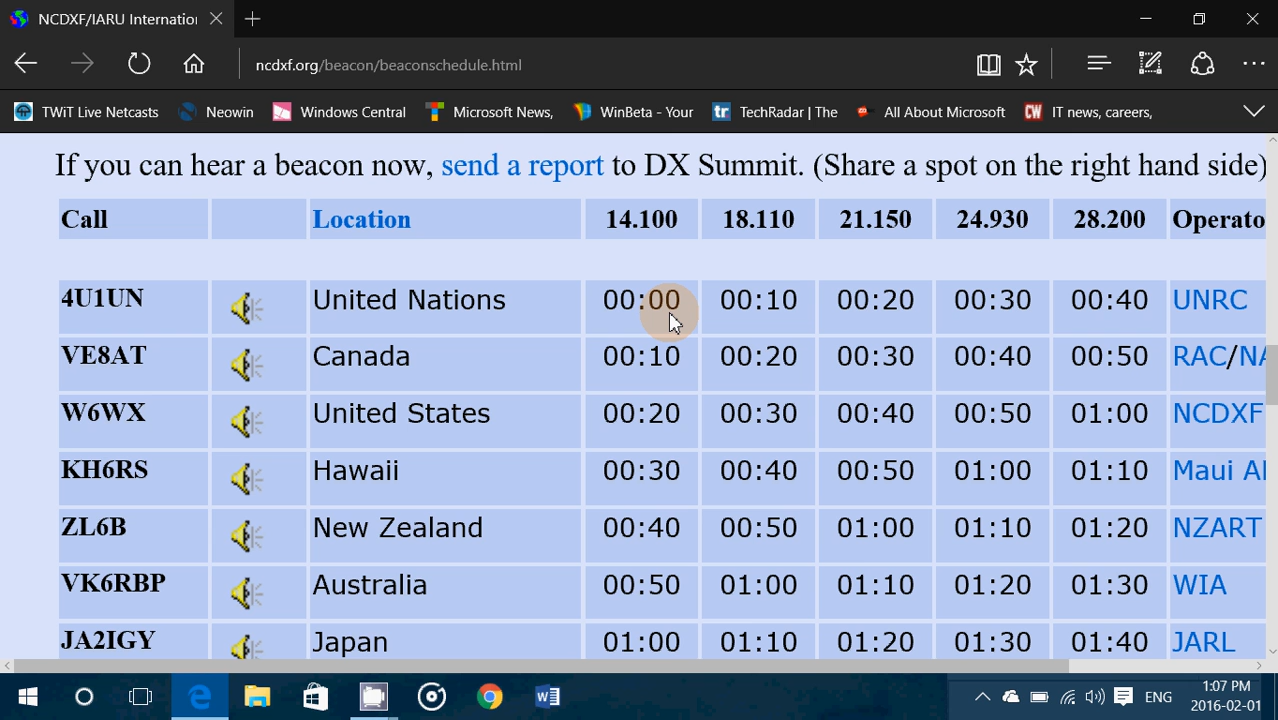 NCDXF/IARU Internatio
ncdxf.org/beacon/beaconschedule.html
TWiT Live Netcasts Neowin Windows Central Microsoft News, WinBeta - Your TechRadar | The All About Microsoft CW IT news, careers,
If you can hear a beacon now, send a report to DX Summit. (Share a spot on the right hand side)
Call Location 14.100 18.110 21.150 24.930 28.200 Operato
4U1UN United Nations 00:00 00:10 00:20 00:30 00:40 UNRC
VE8AT Canada 00:10 00:20 00:30 00:40 00:50 RAC/NA
W6WX United States 00:20 00:30 00:40 00:50 01:00 NCDXF
KH6RS Hawaii 00:30 00:40 00:50 01:00 01:10 Maui A
ZL6B New Zealand 00:40 00:50 01:00 01:10 01:20 NZART
VK6RBP Australia 00:50 01:00 01:10 01:20 01:30 WIA
JA2IGY Japan 01:00 01:10 01:20 01:30 01:40 JARL
ENG 1:07 PM
2016-02-01